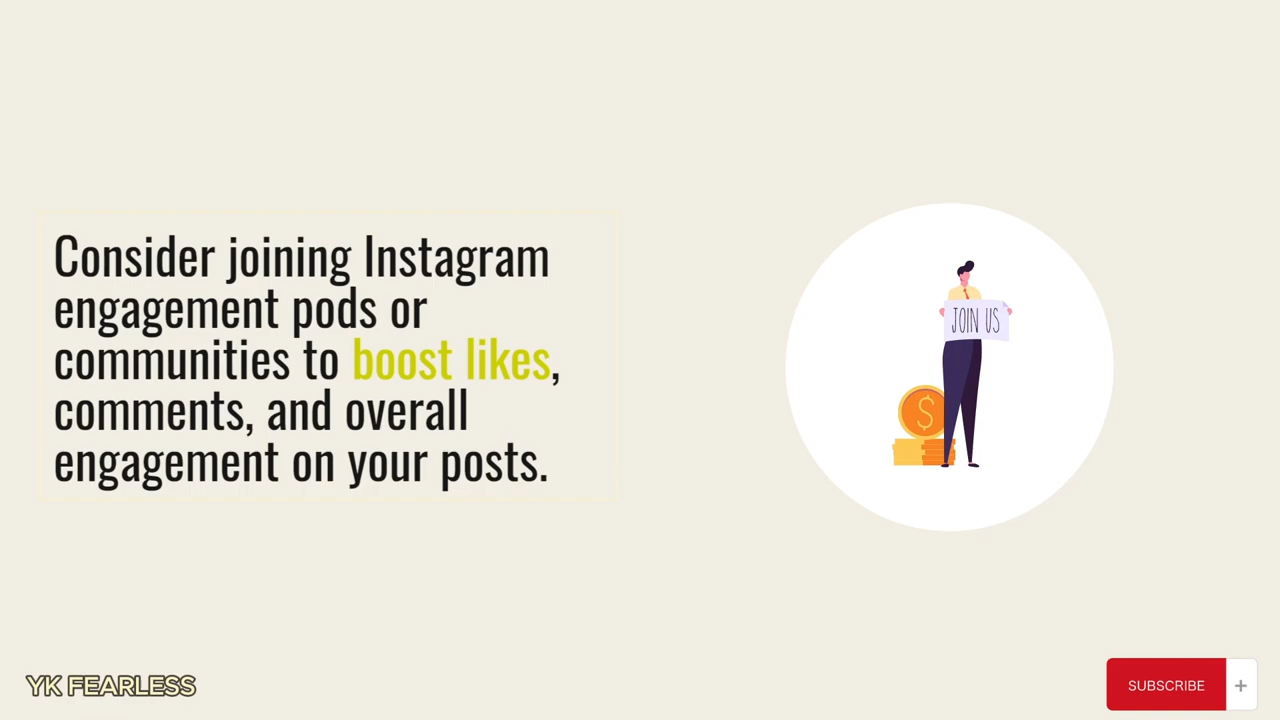 Consider joining Instagram
engagement pods or
communities to boost likes,
comments, and overall
engagement on your posts.
JOIN US
YK FEARLESS
SUBSCRIBE +